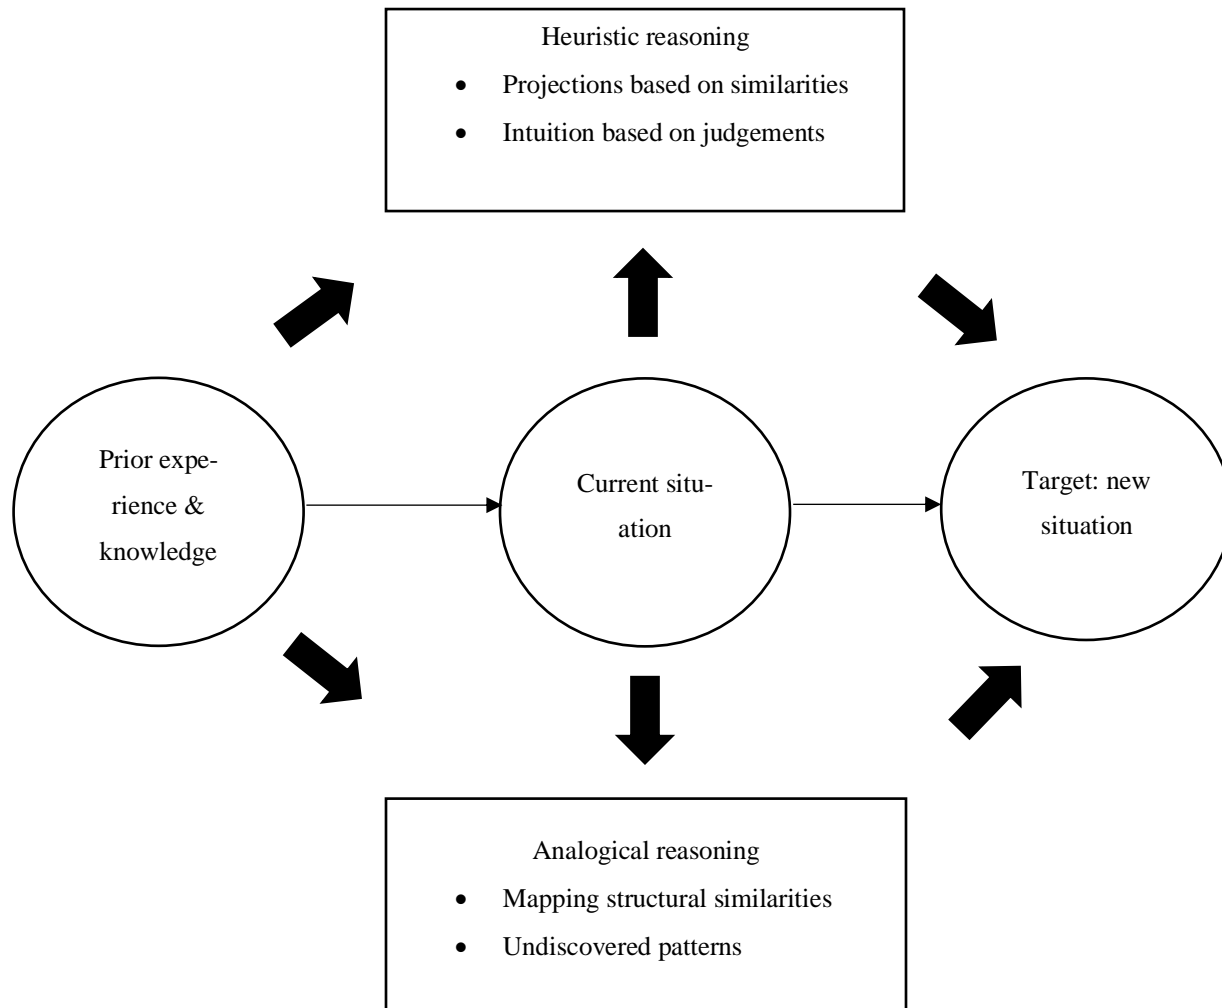 Heuristic reasoning
• Projections based on similarities
• Intuition based on judgements
Prior expe-
rience &
knowledge
Current situ-
ation
Target: new
situation
Analogical reasoning
• Mapping structural similarities
• Undiscovered patterns